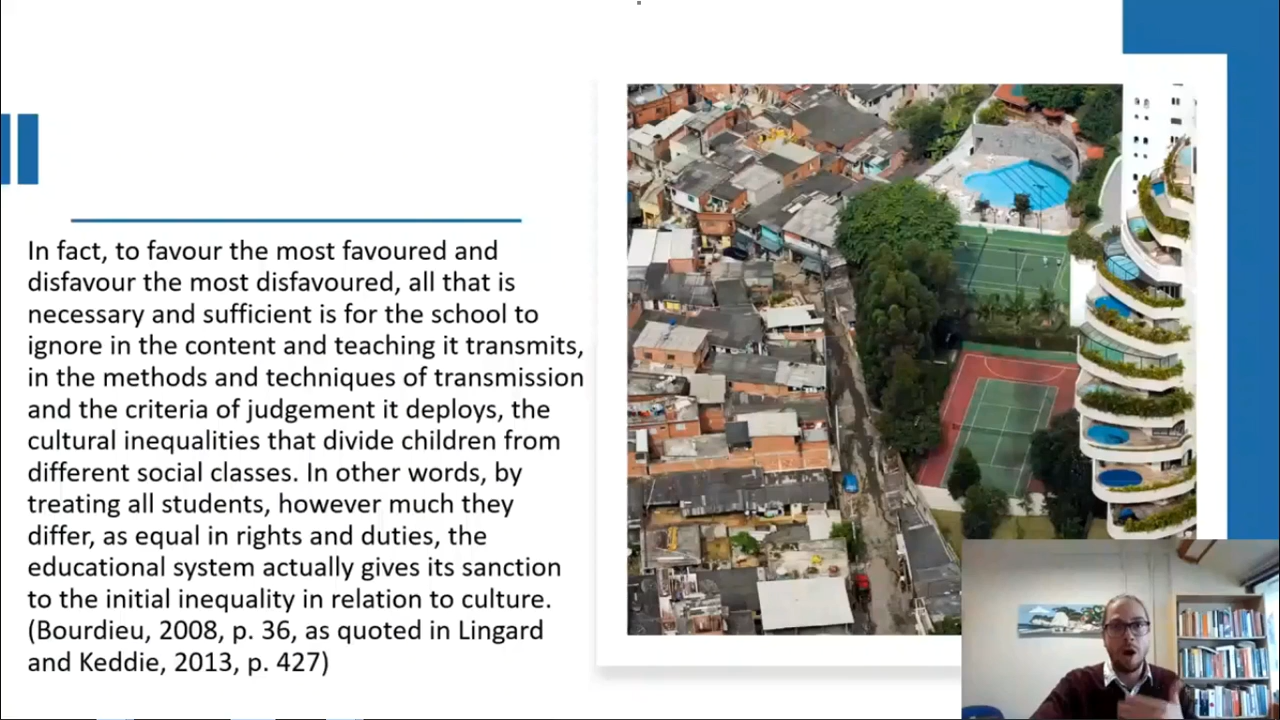 In fact, to favour the most favoured and
disfavour the most disfavoured, all that is
necessary and sufficient is for the school to
ignore in the content and teaching it transmits,
in the methods and techniques of transmission
and the criteria of judgement it deploys, the
cultural inequalities that divide children from
different social classes. In other words, by
treating all students, however much they
differ, as equal in rights and duties, the
educational system actually gives its sanction
to the initial inequality in relation to culture.
(Bourdieu, 2008, p. 36, as quoted in Lingard
and Keddie, 2013, p. 427)